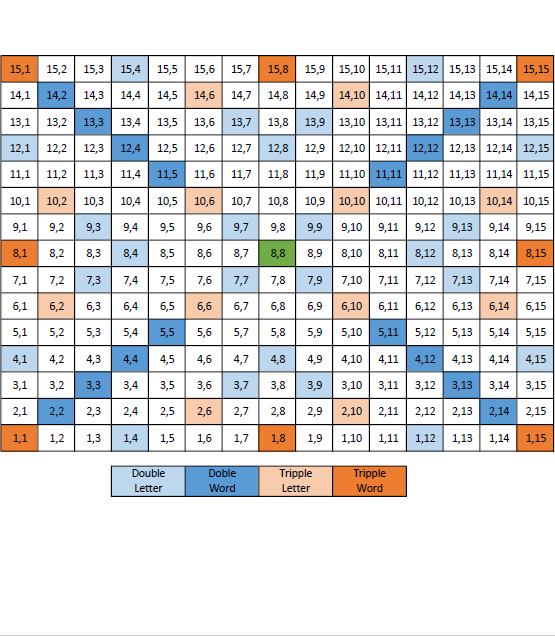 15,1 15,2 15,3 15,4 15,5 15,6 15,7 15,8 15,9 15,10 15,11 15,12 15,13 15,14 15,15
14,1 14,2 14,3 14,4 14,5 14,6 14,7 14,8 14,9 14,10 14,11 14,12 14,13 14,14 14,15
13,1 13,2 13,3 13,4 13,5 13,6 13,7 13,8 13,9 13,10 13,11 13,12 13,13 13,14 13,15
12,1 12,2 12,3 12,4 12,5 12,6 12,7 12,8 12,9 12,10 12,11 12,12 12,13 12,14 12,15
11,1 11,2 11,3 11,4 11,5 11,6 11,7 11,8 11,9 11,10 11,11 11,12 11,13 11,14 11,15
10,1 10,2 10,3 10,4 10,5 10,6 10,7 10,8 10,9 10,10 10,11 10,12 10,13 10,14 10,15
9,1 9,2 9,3 9,4 9,5 9,6 9,7 9,8 9,9 9,10 9,11 9,12 9,13 9,14 9,15
8,1 8,2 8,3 8,4 8,5 8,6 8,7 8,8 8,9 8,10 8,11 8,12 8,13 8,14 8,15
7,1 7,2 7,3 7,4 7,5 7,6 7,7 7,8 7,9 7,10 7,11 7,12 7,13 7,14 7,15
6,1 6,2 6,3 6,4 6,5 6,6 6,7 6,8 6,9 6,10 6,11 6,12 6,13 6,14 6,15
5,1 5,2 5,3 5,4 5,5 5,6 5,7 5,8 5,9 5,10 5,11 5,12 5,13 5,14 5,15
4,1 4,2 4,3 4,4 4,5 4,6 4,7 4,8 4,9 4,10 4,11 4,12 4,13 4,14 4,15
3,1 3,2 3,3 3,4 3,5 3,6 3,7 3,8 3,9 3,10 3,11 3,12 3,13 3,14 3,15
2,1 2,2 2,3 2,4 2,5 2,6 2,7 2,8 2,9 2,10 2,11 2,12 2,13 2,14 2,15
1,1 1,2 1,3 1,4 1,5 1,6 1,7 1,8 1,9 1,10 1,11 1,12 1,13 1,14 1,15
Double Doble Tripple Tripple
Letter Word Letter Word